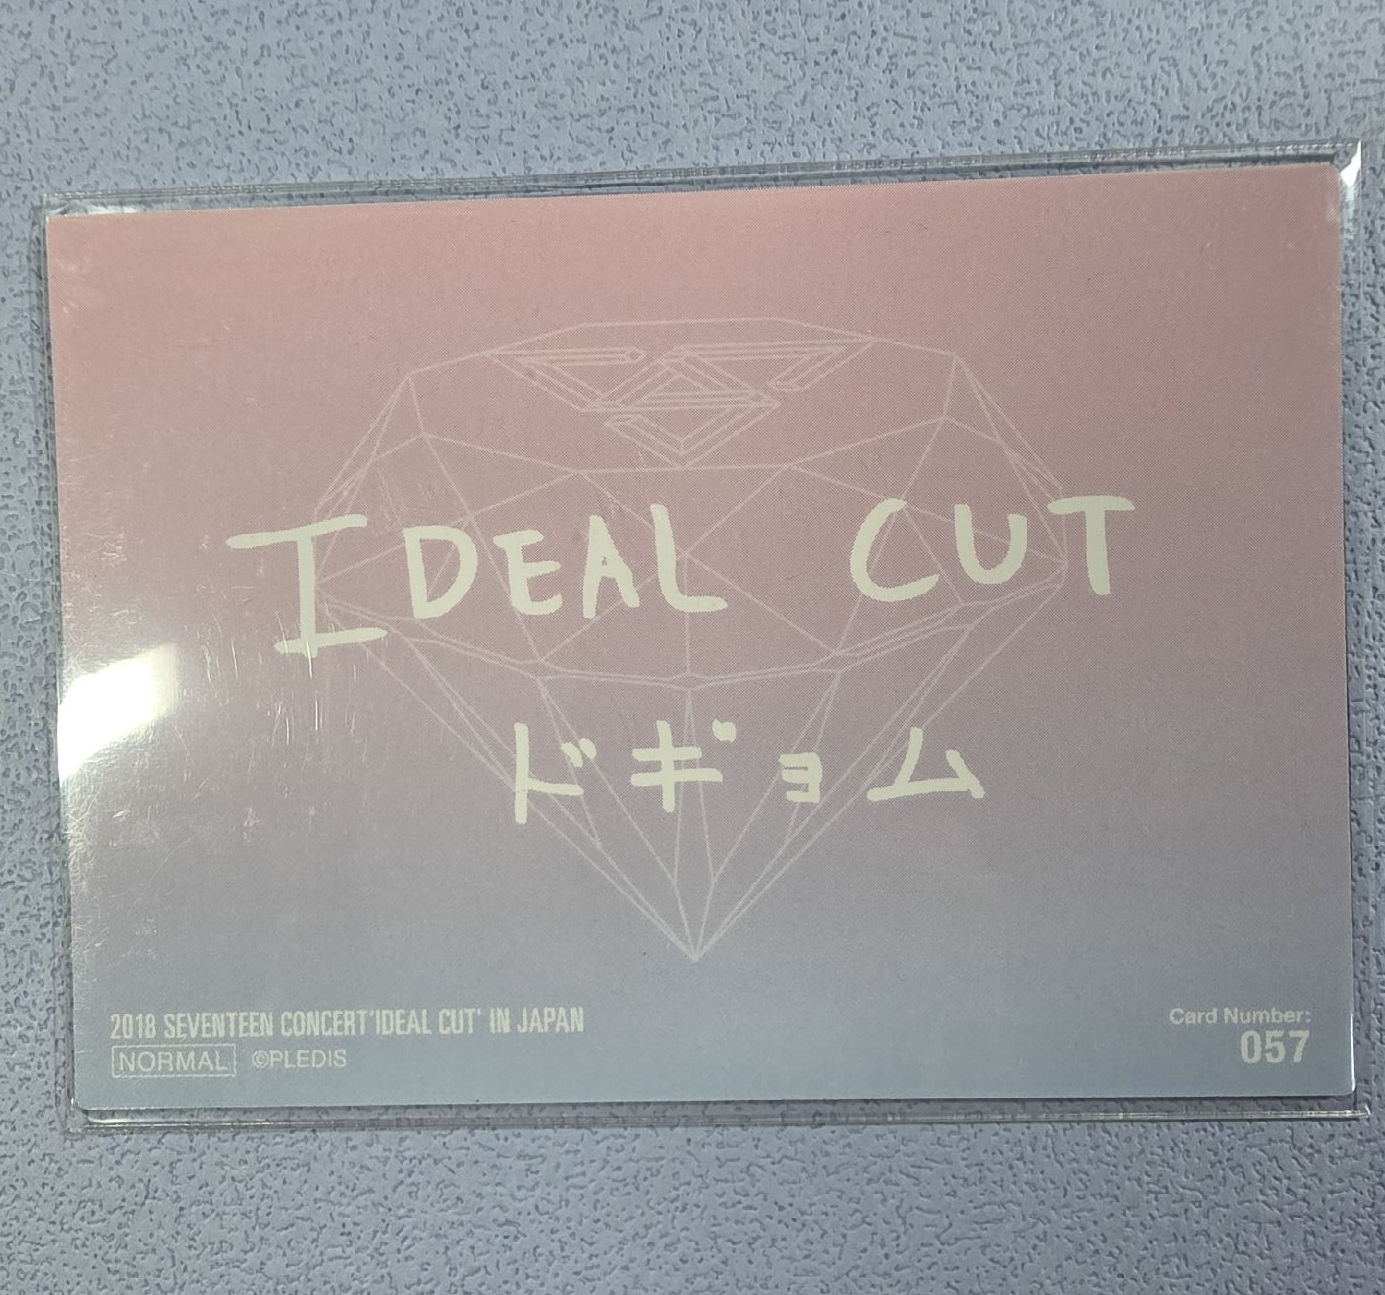 IDEAL CUT
ドギョム
2018 SEVENTEEN CONCERT'IDEAL CUT' IN JAPAN
NORMAL ©PLEDIS
Card Number:
057